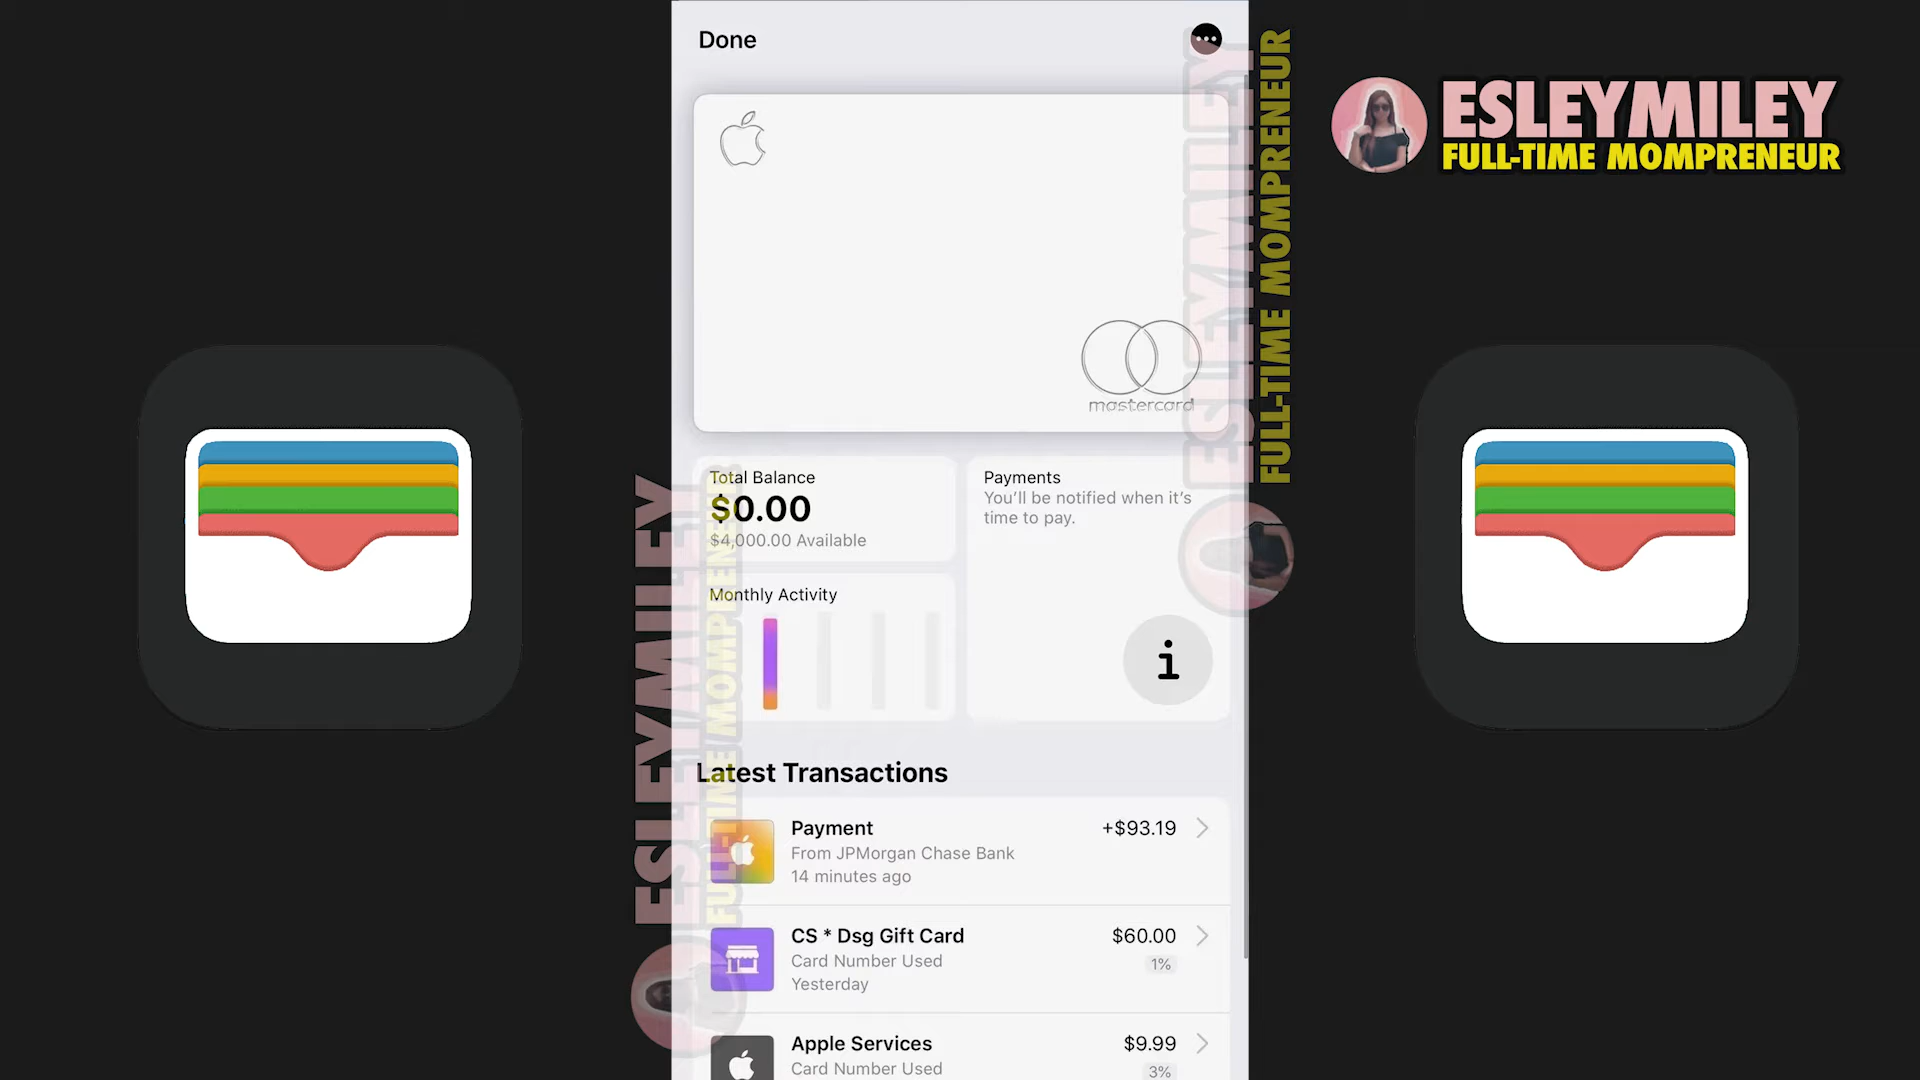 Done
ESLEYMILEY
FULL-TIME MOMPRENEUR
mastercard
Total Balance
$0.00
$4,000.00 Available
Payments
You'll be notified when it's
time to pay.
Monthly Activity
i
Latest Transactions
Payment
+$93.19
From JPMorgan Chase Bank
14 minutes ago
CS * Dsg Gift Card
$60.00
Card Number Used
1%
Yesterday
Apple Services
$9.99
Card Number Used
3%
ESLEYMILEY
FULL-TIME MOMPRENEUR
ESLEYMILEY
FULL-TIME MOMPRENEUR